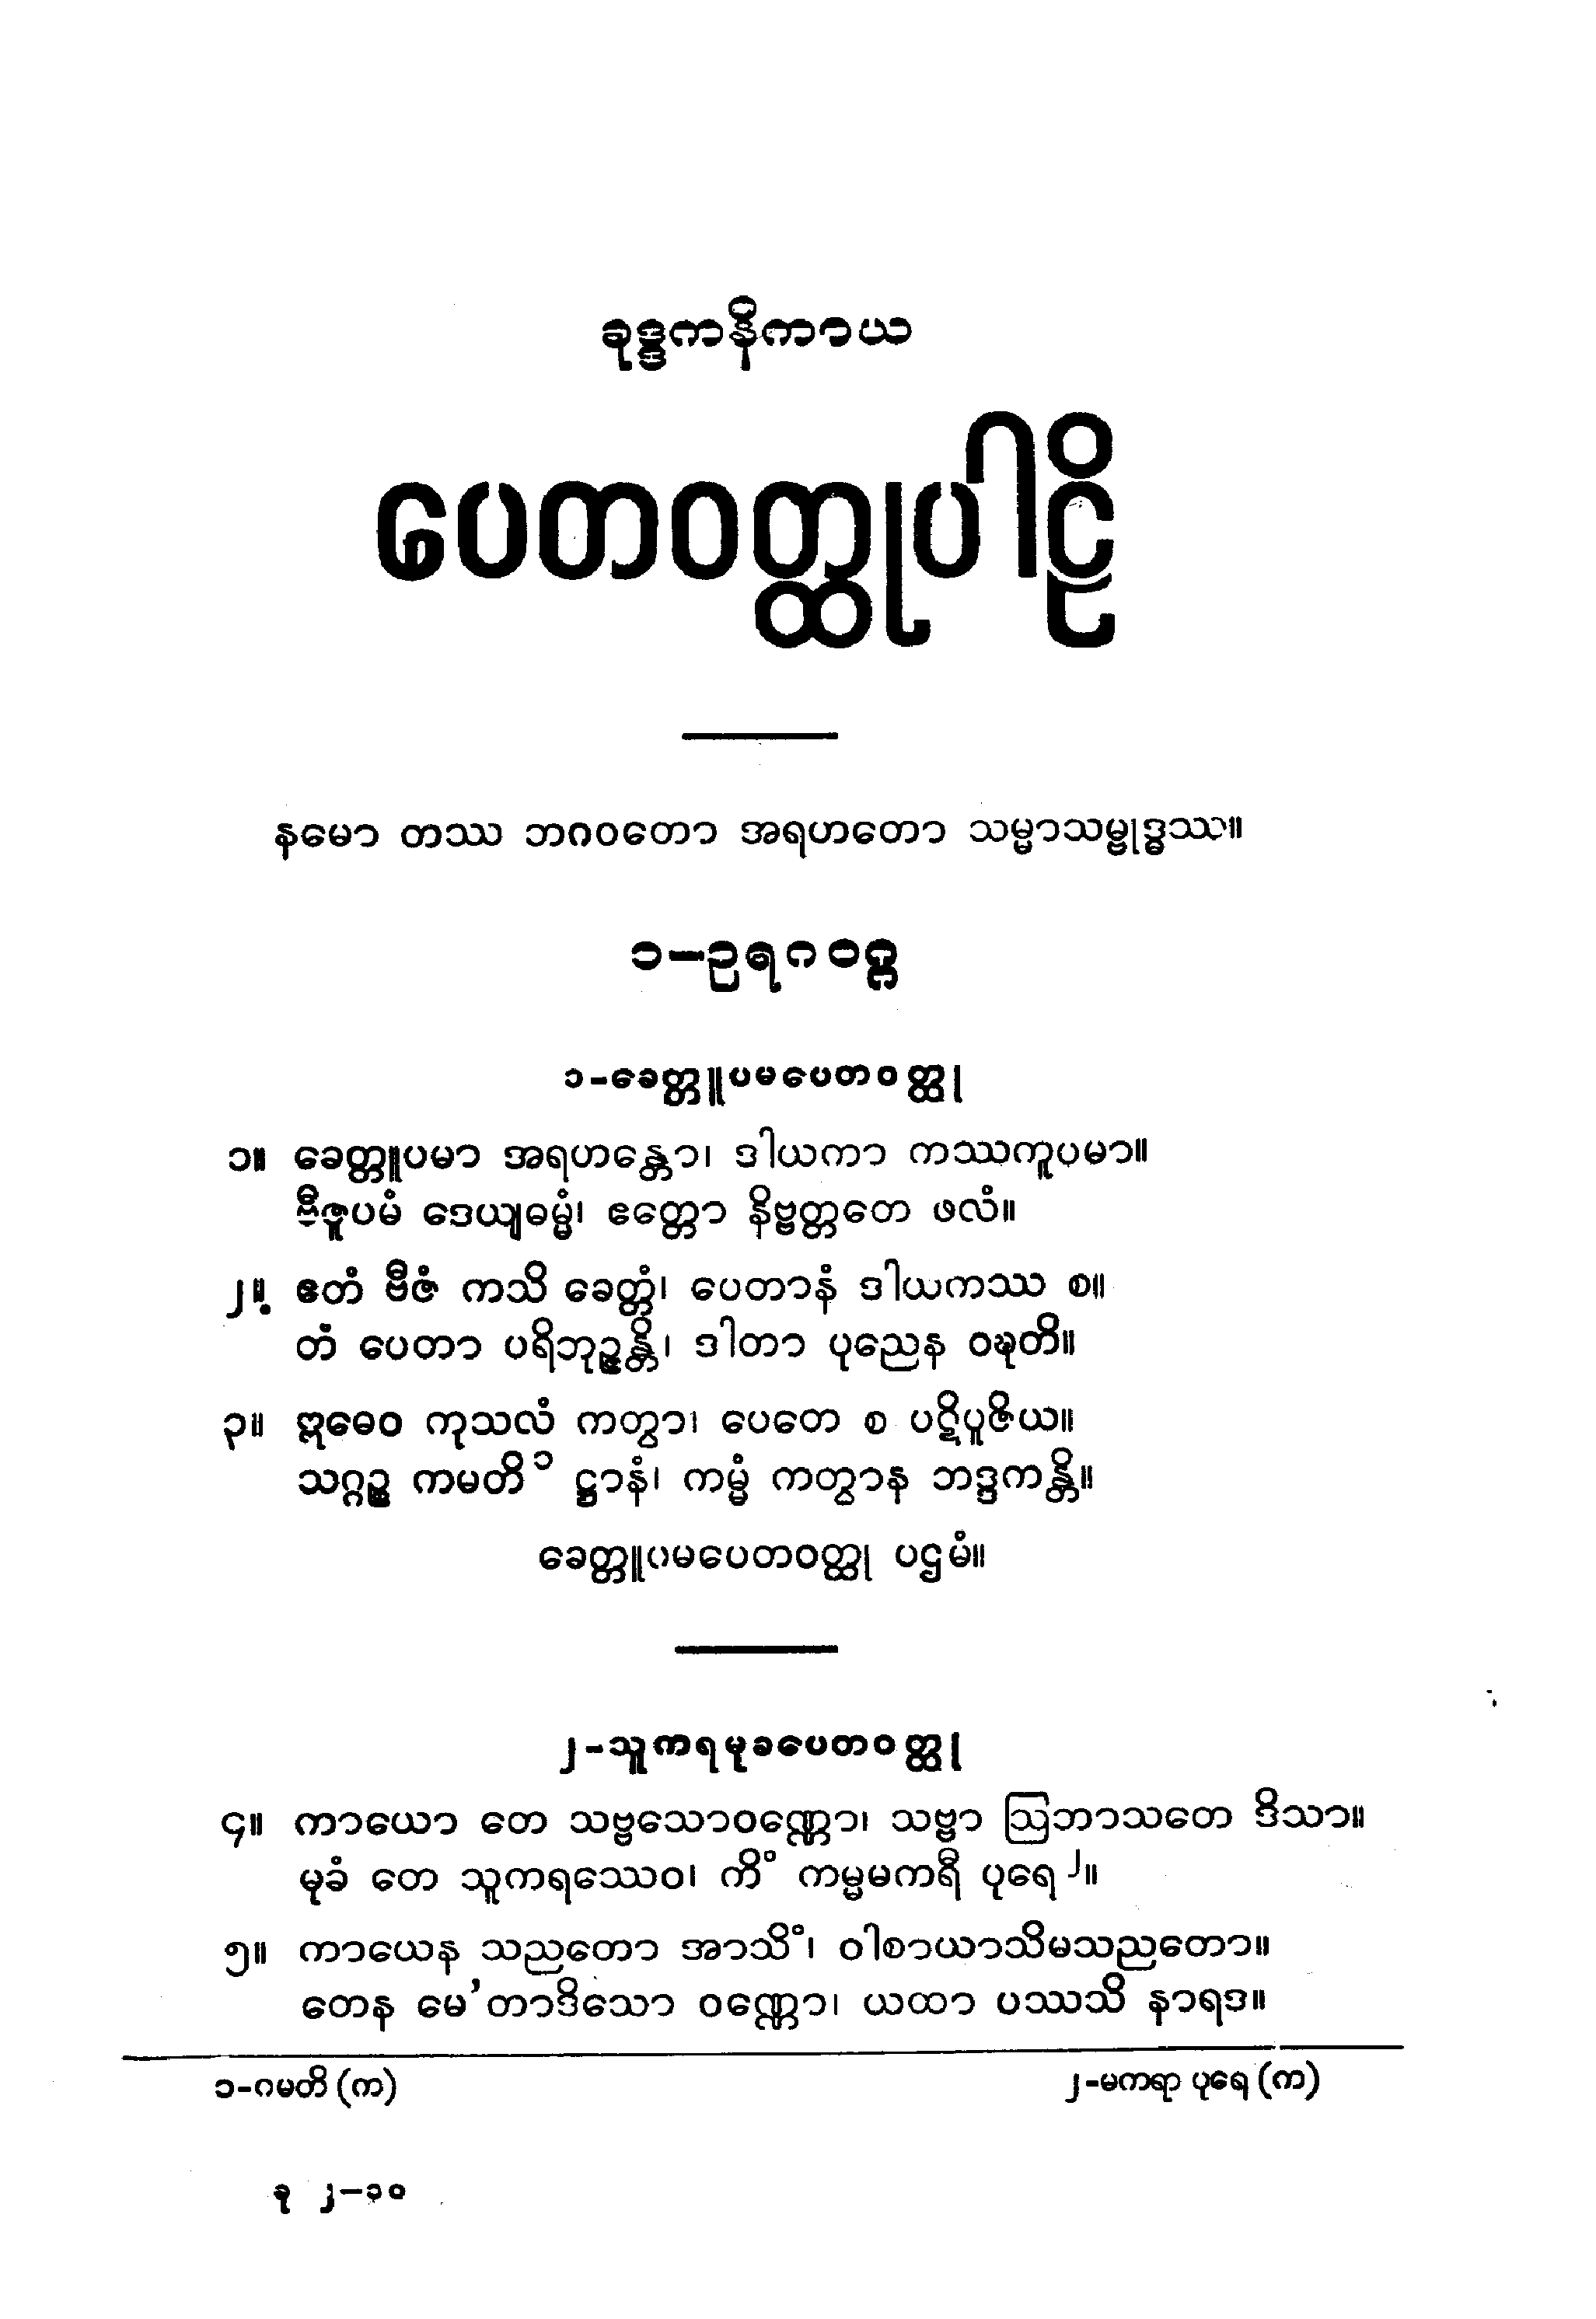 ခုဒ္ဒကနိကာယ
ပေတဝတ္ထုပါဠိ
နမော တဿ ဘဂဝတော အရဟတော သမ္မာသမ္ဗုဒ္ဓဿ။
၁-ဥရဂဝဂ္ဂ
၁-ခေတ္တူပမပေတဝတ္ထု
၁။ ခေတ္တူပမာ အရဟန္တော၊ ဒါယကာ ကဿကူပမာ။
ဗီဇူပမံ ဒေယျဓမ္မံ၊ ဧတ္တော နိဗ္ဗတ္တတေ ဖလံ။
၂။ ဧတံ ဗီဇံ ကသိ ခေတ္တံ၊ ပေတာနံ ဒါယကဿ စ။
တံ ပေတာ ပရိဘုဉ္ဇန္တိ၊ ဒါတာ ပုညေန ဝဍ္ဎတိ။
၃။ ဣဓေဝ ကုသလံ ကတွာ၊ ပေတေ စ ပဋိပူဇိယ။
သဂ္ဂဉ္စ ကမတိ ၁ ဋ္ဌာနံ၊ ကမ္မံ ကတွာန ဘဒ္ဒကန္တိ။
ခေတ္တူပမပေတဝတ္ထု ပဌမံ။
၂-သူကရမုခပေတဝတ္ထု
၄။ ကာယော တေ သဗ္ဗသောဝဏ္ဏော၊ သဗ္ဗာ ဩဘာသတေ ဒိသာ။
မုခံ တေ သူကရဿေဝ၊ ကိံ ကမ္မမကရီ ပုရေ ၂။
၅။ ကာယေန သညတော အာသိံ၊ ဝါစာယာသိမသညတော။
တေန မေ’တာဒိသော ဝဏ္ဏော၊ ယထာ ပဿသိ နာရဒ။
၁-ဂမတိ (က) ၂-မကရာ ပုရေ (က)
ခု ၂-၁၀